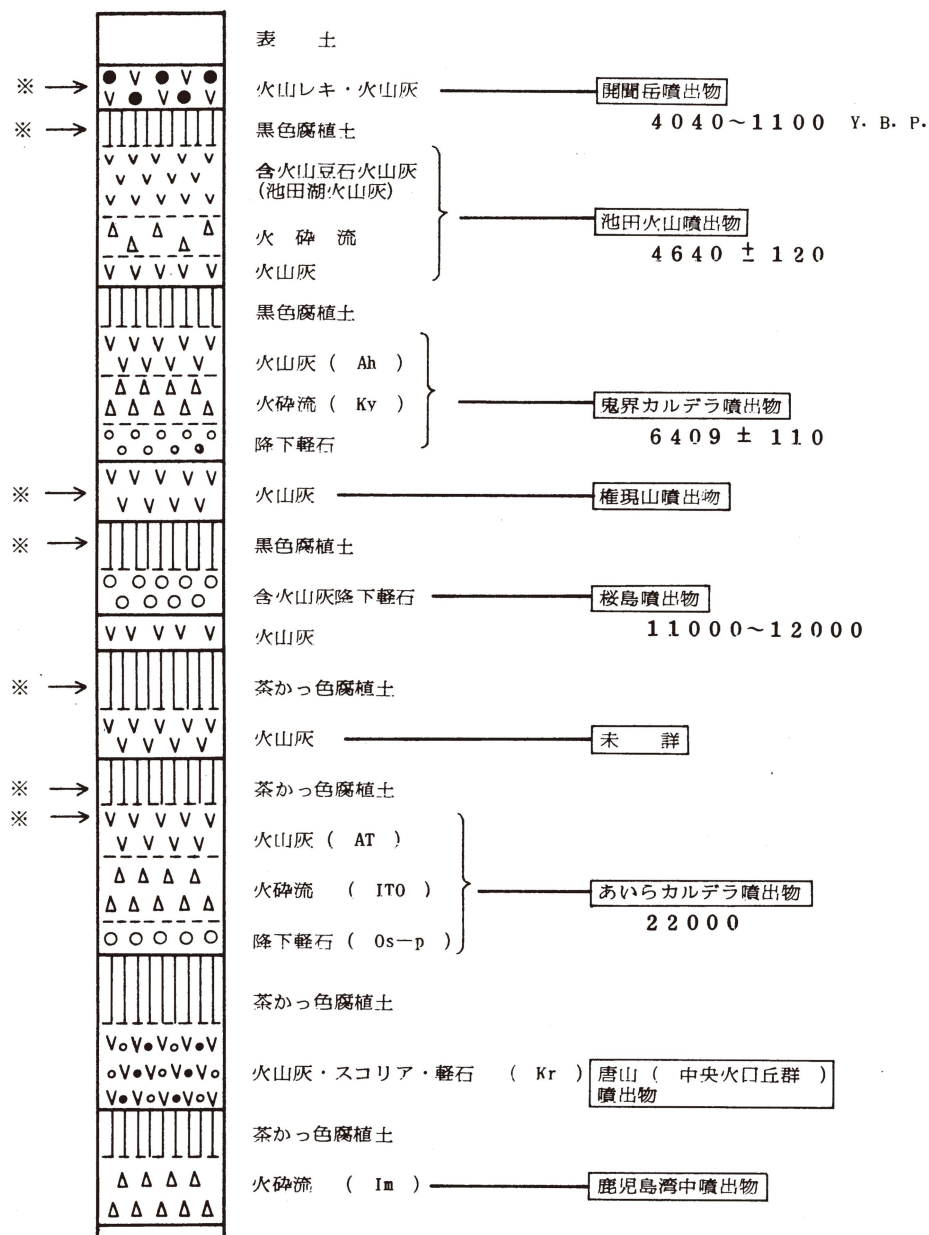 表　土
※ → 火山レキ・火山灰 開聞岳噴出物
4040~1100 Y. B. P.
※ → 黒色腐植土
含火山豆石火山灰
(池田湖火山灰)
池田火山噴出物
火　砕　流
4640 ± 120
火山灰
黒色腐植土
火山灰 ( Ah )
火砕流 ( Ky ) 鬼界カルデラ噴出物
6409 ± 110
降下軽石
※ → 火山灰 権現山噴出物
※ → 黒色腐植土
含火山灰降下軽石 桜島噴出物
11000~12000
火山灰
※ → 茶かっ色腐植土
火山灰 未　詳
※ → 茶かっ色腐植土
※ →
火山灰 ( AT )
火砕流 ( ITO ) あいらカルデラ噴出物
22000
降下軽石 ( Os-p )
茶かっ色腐植土
火山灰・スコリア・軽石 ( Kr ) 唐山 ( 中央火口丘群 )
噴出物
茶かっ色腐植土
火砕流 ( Im ) 鹿児島湾中噴出物